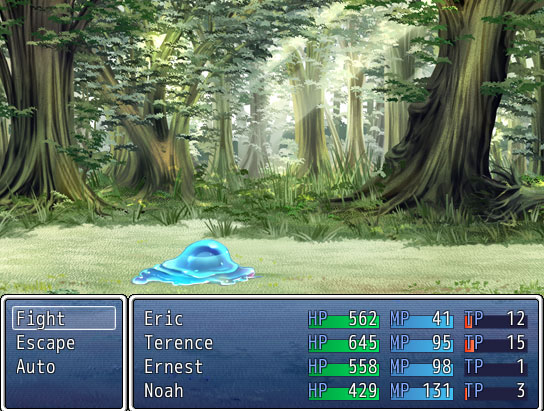 Fight
Escape
Auto
Eric HP 562 MP 41 TP 12
Terence HP 645 MP 95 TP 15
Ernest HP 558 MP 98 TP 1
Noah HP 429 MP 131 TP 3